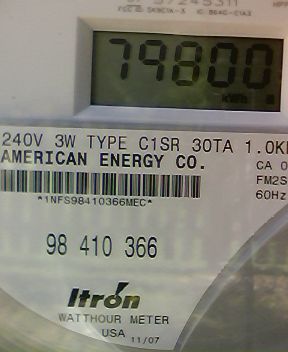 79800
KWh
240V 3W TYPE C1SR 30TA 1.0K
AMERICAN ENERGY CO.
CA 0
FM2S
60Hz
*1NFS98410366MEC*
98 410 366
Itrón
WATTHOUR METER
USA 11/07